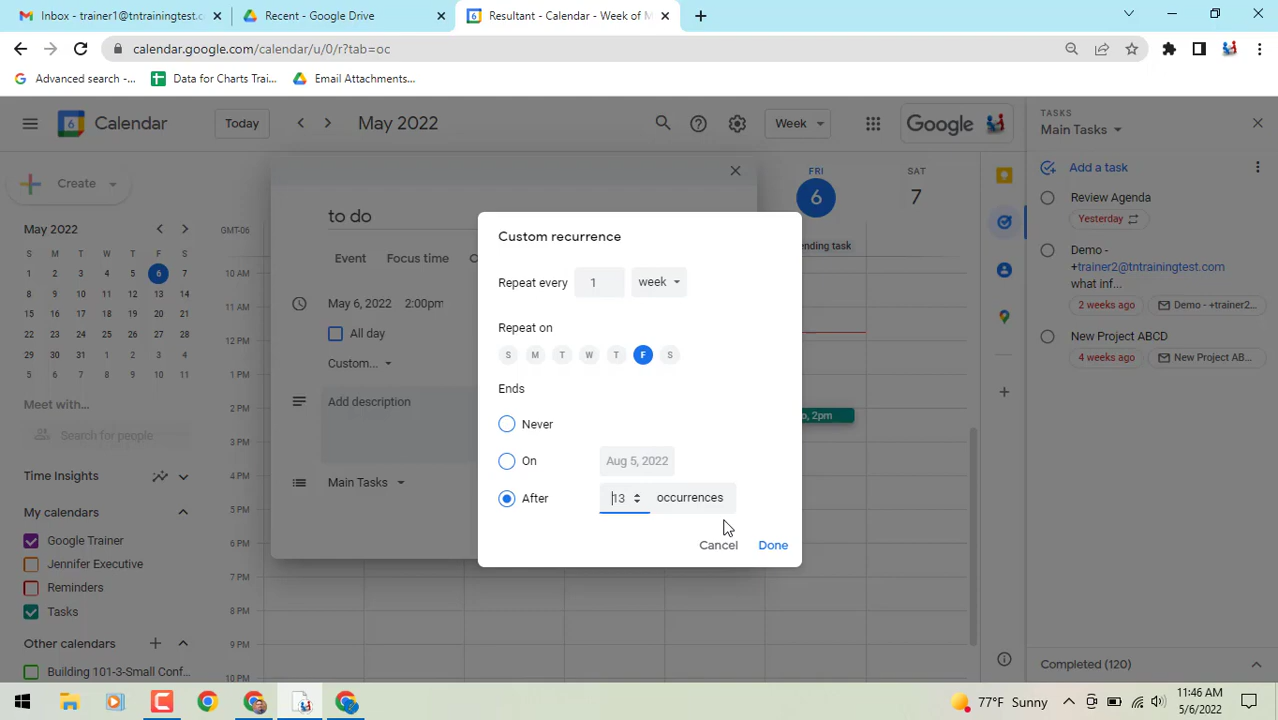 Inbox - trainer1@tntrainingtest.c
Recent - Google Drive
Resultant - Calendar - Week of M
calendar.google.com/calendar/u/0/r?tab=oc
Advanced search -...
Data for Charts Trai...
Email Attachments...
Calendar
Today
May 2022
Week
Google
TASKS
Main Tasks
Create
Add a task
FRI
6
SAT
7
Review Agenda
Yesterday
Demo -
+trainer2@tntrainingtest.com
what inf...
2 weeks ago
Demo - +trainer...
New Project ABCD
4 weeks ago
New Project AB...
Completed (120)
May 2022
S M T W T F S
1 2 3 4 5 6 7
8 9 10 11 12 13 14
15 16 17 18 19 20 21
22 23 24 25 26 27 28
29 30 31 1 2 3 4
5 6 7 8 9 10 11
Meet with...
Search for people
Time Insights
My calendars
Google Trainer
Jennifer Executive
Reminders
Tasks
Other calendars
Building 101-3-Small Conf...
GMT-06
10 AM
11 AM
12 PM
1 PM
2 PM
3 PM
4 PM
5 PM
6 PM
7 PM
8 PM
9 PM
10 PM
ending task
o, 2pm
to do
Event
Focus time
May 6, 2022 2:00pm
All day
Custom...
Add description
Main Tasks
Custom recurrence
Repeat every 1 week
Repeat on
S M T W T F S
Ends
Never
On Aug 5, 2022
After 13 occurrences
Cancel Done
77°F Sunny
11:46 AM
5/6/2022